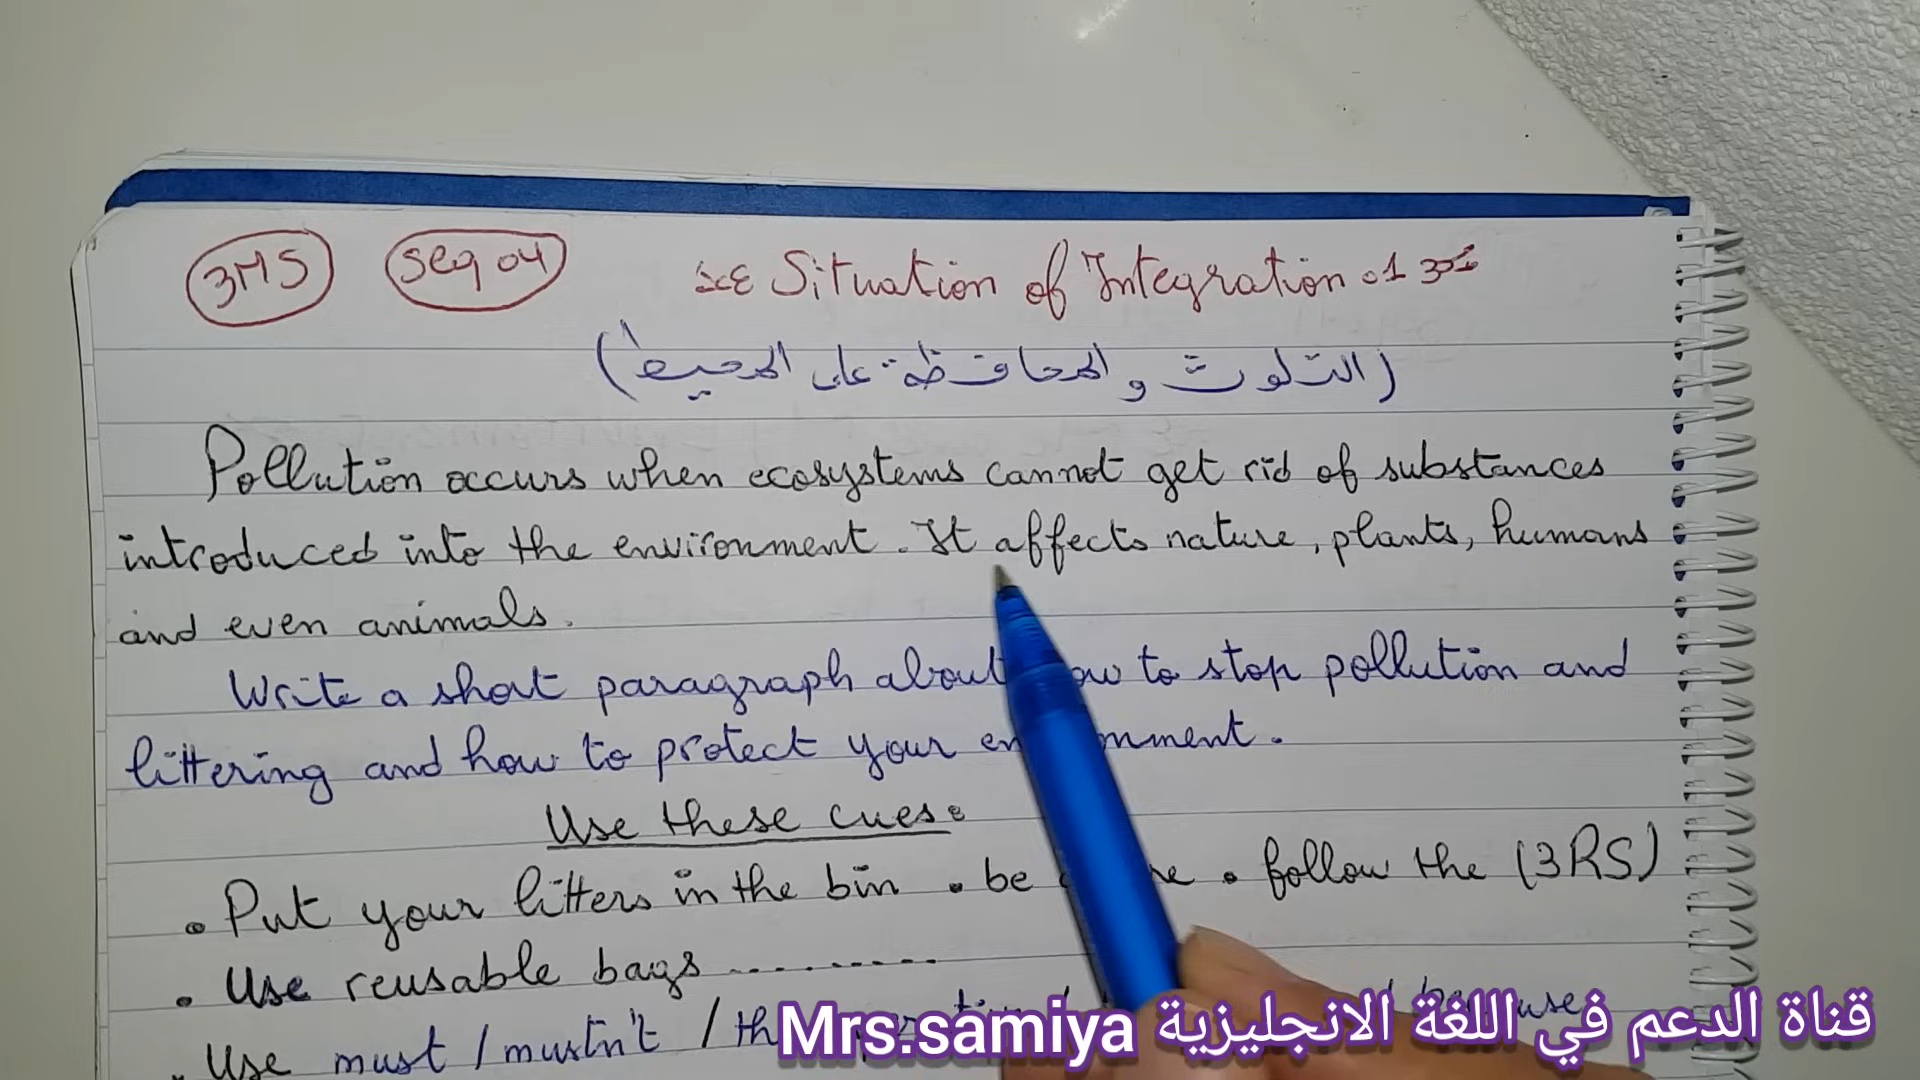 3MS Seq 04 Situation of Integration 01
(التلوث والمحافظة على المحيط)
Pollution occurs when ecosystems cannot get rid of substances
introduced into the environment. It affects nature, plants, humans
and even animals.
Write a short paragraph about to stop pollution and
littering and how to protect your
Use these cues:
. Put your litters in the bin . be . follow the (3RS)
. Use reusable bags .........
. Use must / mustn't /
Mrs.samiya قناة الدعم في اللغة الانجليزية